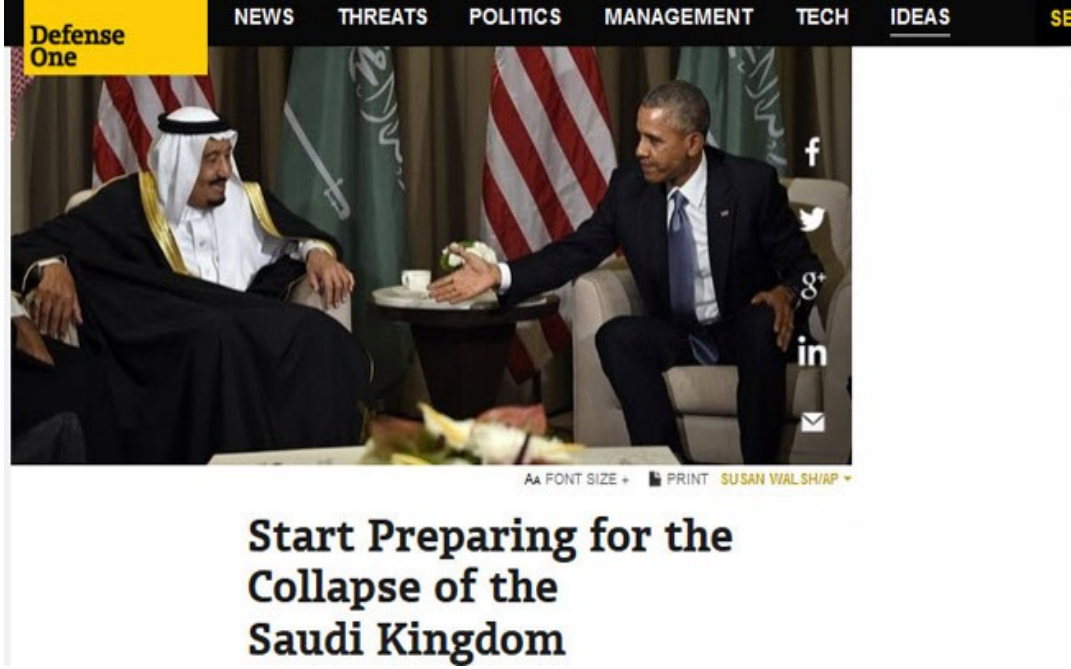 Defense
One
NEWS THREATS POLITICS MANAGEMENT TECH IDEAS SE
f
g+
in
AA FONT SIZE + PRINT SUSAN WALSH/AP
Start Preparing for the
Collapse of the
Saudi Kingdom